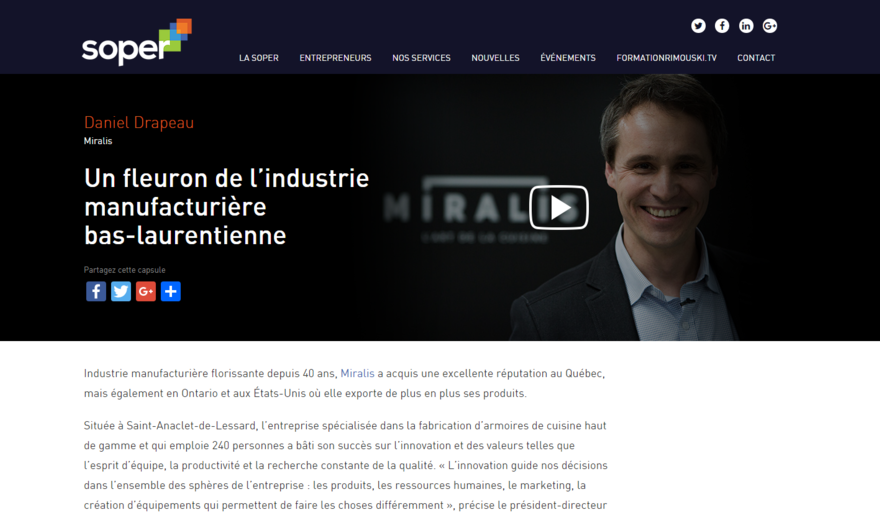 soper
LA SOPER ENTREPRENEURS NOS SERVICES NOUVELLES ÉVÉNEMENTS FORMATIONRIMOUSKI.TV CONTACT
Daniel Drapeau
Miralis
Un fleuron de l'industrie
manufacturière
bas-laurentienne
MIRALIS
L'ART DE LA CUISINE
Partagez cette capsule
Industrie manufacturière florissante depuis 40 ans, Miralis a acquis une excellente réputation au Québec,
mais également en Ontario et aux États-Unis où elle exporte de plus en plus ses produits.
Située à Saint-Anaclet-de-Lessard, l'entreprise spécialisée dans la fabrication d'armoires de cuisine haut
de gamme et qui emploie 240 personnes a bâti son succès sur l'innovation et des valeurs telles que
l'esprit d'équipe, la productivité et la recherche constante de la qualité. « L'innovation guide nos décisions
dans l'ensemble des sphères de l'entreprise : les produits, les ressources humaines, le marketing, la
création d'équipements qui permettent de faire les choses différemment », précise le président-directeur